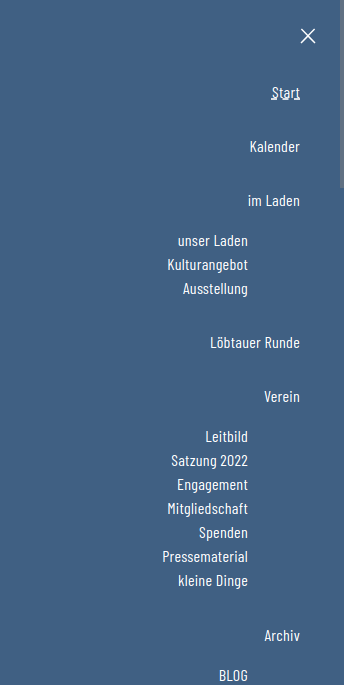 Start
Kalender
im Laden
unser Laden
Kulturangebot
Ausstellung
Löbtauer Runde
Verein
Leitbild
Satzung 2022
Engagement
Mitgliedschaft
Spenden
Pressematerial
kleine Dinge
Archiv
BLOG